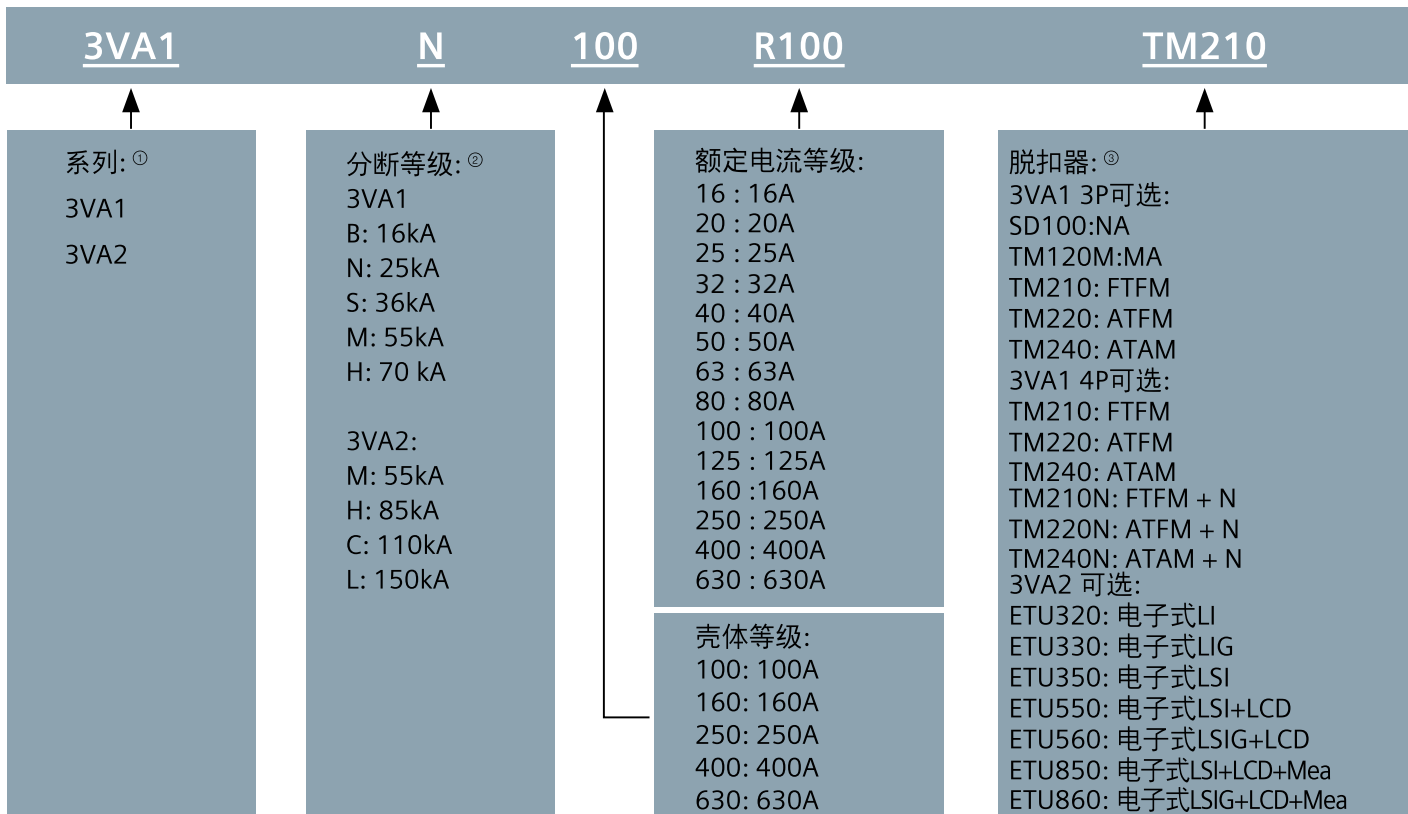 3VA1 N 100 R100 TM210
系列: ①
3VA1
3VA2
分断等级: ②
3VA1
B: 16kA
N: 25kA
S: 36kA
M: 55kA
H: 70 kA
3VA2:
M: 55kA
H: 85kA
C: 110kA
L: 150kA
额定电流等级:
16 : 16A
20 : 20A
25 : 25A
32 : 32A
40 : 40A
50 : 50A
63 : 63A
80 : 80A
100 : 100A
125 : 125A
160 :160A
250 : 250A
400 : 400A
630 : 630A
壳体等级:
100: 100A
160: 160A
250: 250A
400: 400A
630: 630A
脱扣器: ③
3VA1 3P可选:
SD100:NA
TM120M:MA
TM210: FTFM
TM220: ATFM
TM240: ATAM
3VA1 4P可选:
TM210: FTFM
TM220: ATFM
TM240: ATAM
TM210N: FTFM + N
TM220N: ATFM + N
TM240N: ATAM + N
3VA2 可选:
ETU320: 电子式LI
ETU330: 电子式LIG
ETU350: 电子式LSI
ETU550: 电子式LSI+LCD
ETU560: 电子式LSIG+LCD
ETU850: 电子式LSI+LCD+Mea
ETU860: 电子式LSIG+LCD+Mea